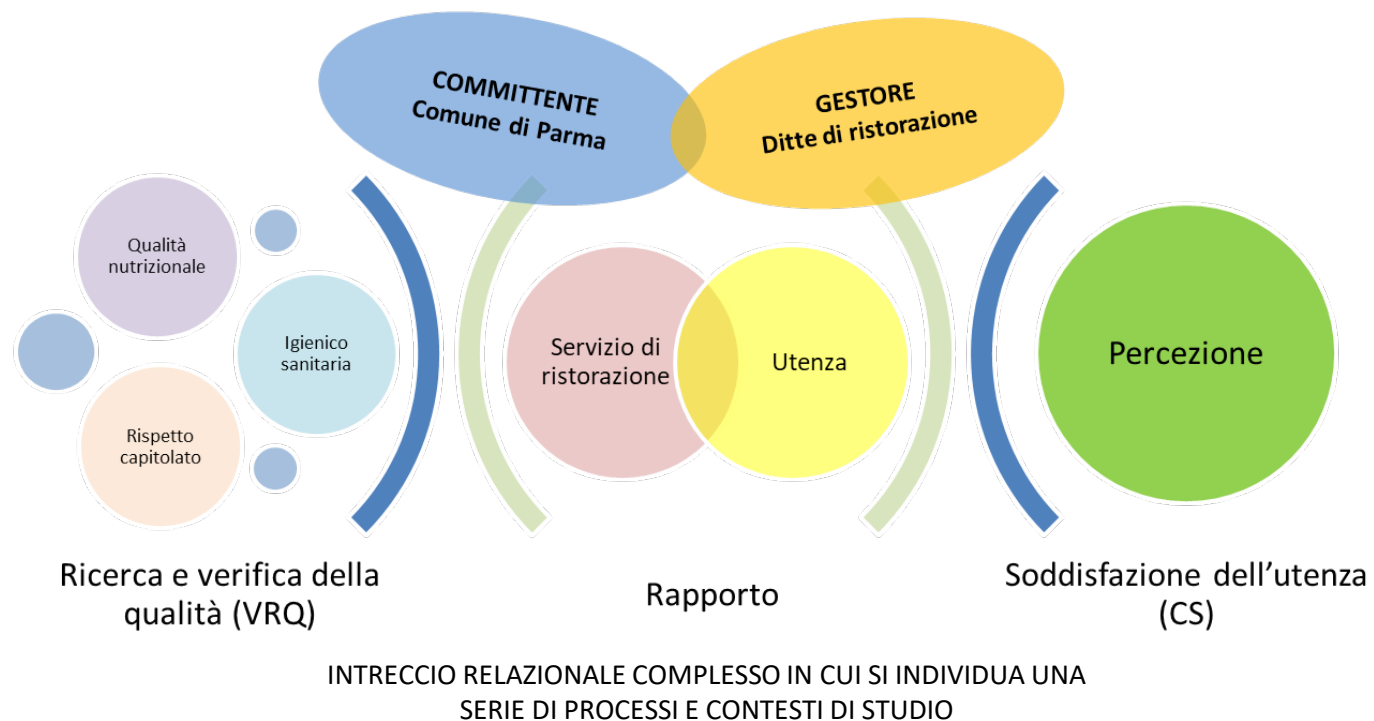 COMMITTENTE
Comune di Parma
GESTORE
Ditte di ristorazione
Qualità
nutrizionale
Igienico
sanitaria
Rispetto
capitolato
Servizio di
ristorazione
Utenza
Percezione
Ricerca e verifica della
qualità (VRQ)
Rapporto
Soddisfazione dell’utenza
(CS)
INTRECCIO RELAZIONALE COMPLESSO IN CUI SI INDIVIDUA UNA
SERIE DI PROCESSI E CONTESTI DI STUDIO